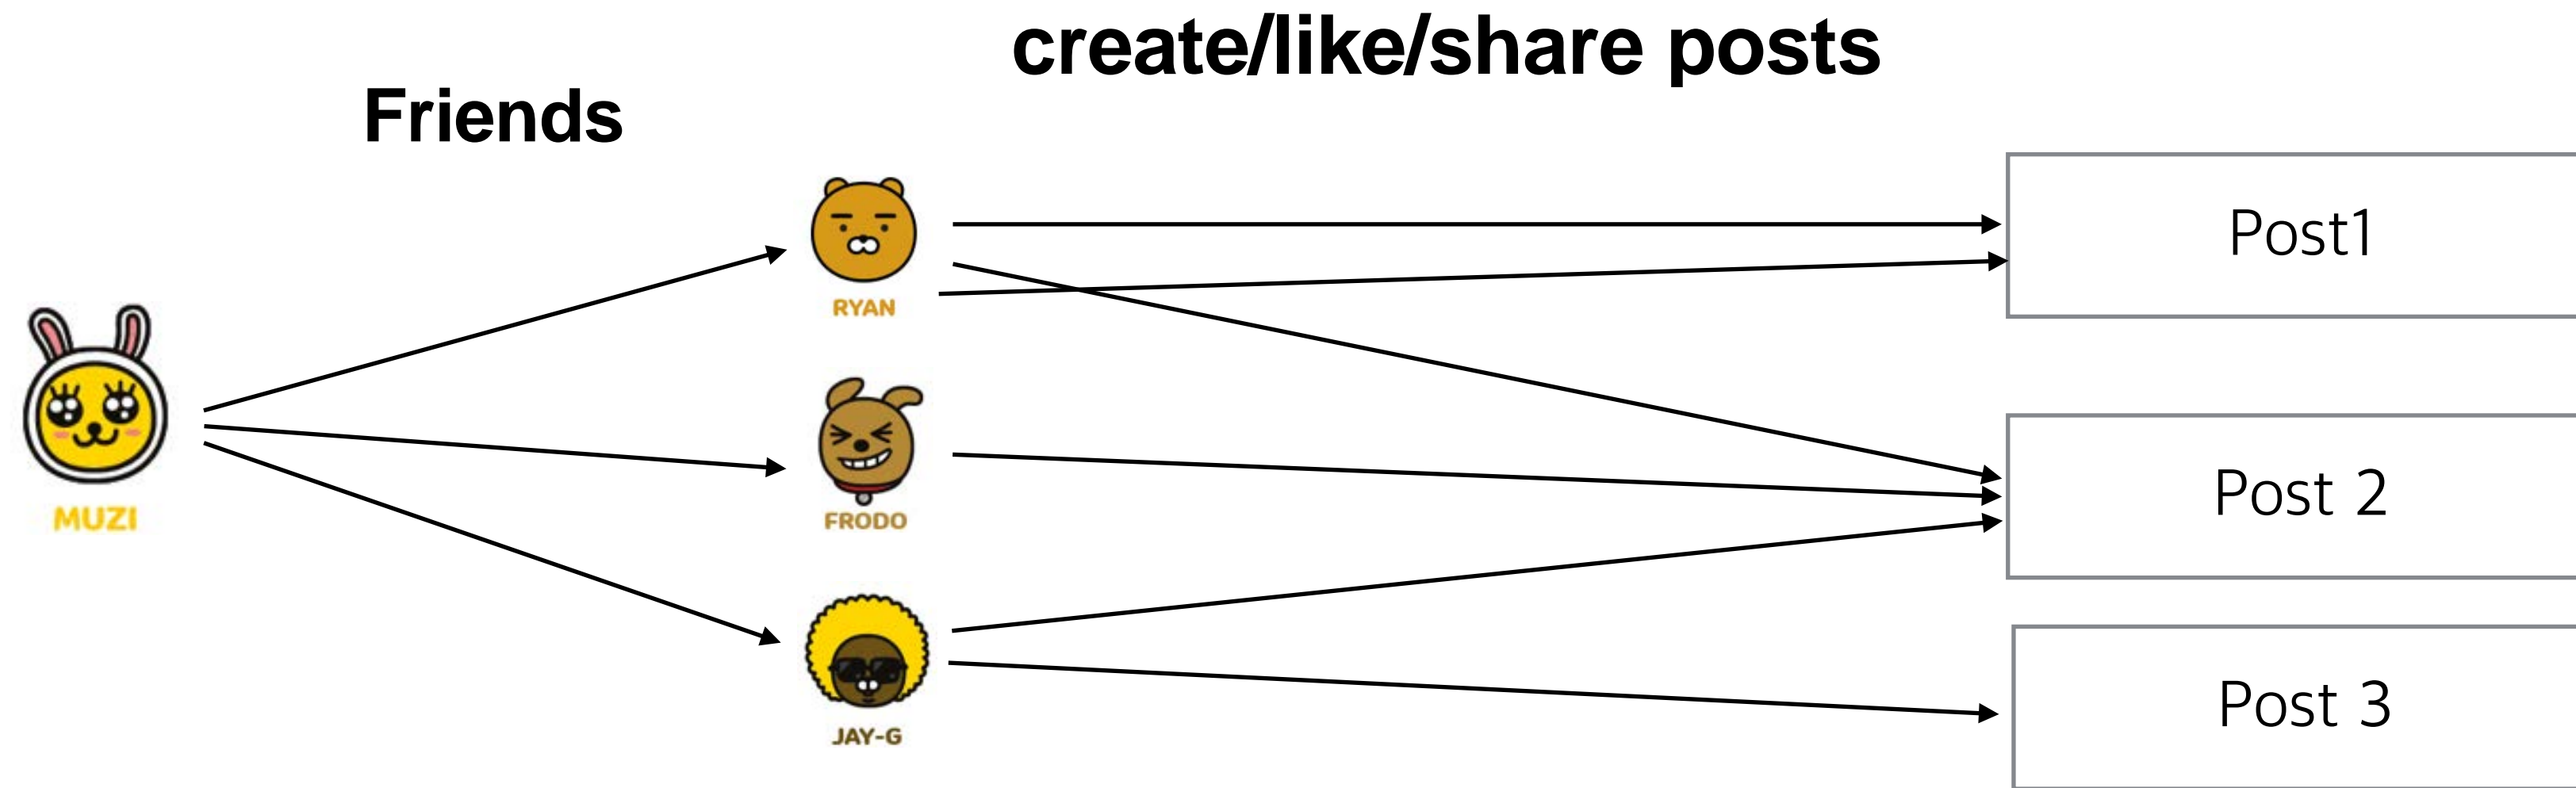 create/like/share posts
Friends
RYAN
Post1
MUZI
FRODO
Post 2
JAY-G
Post 3